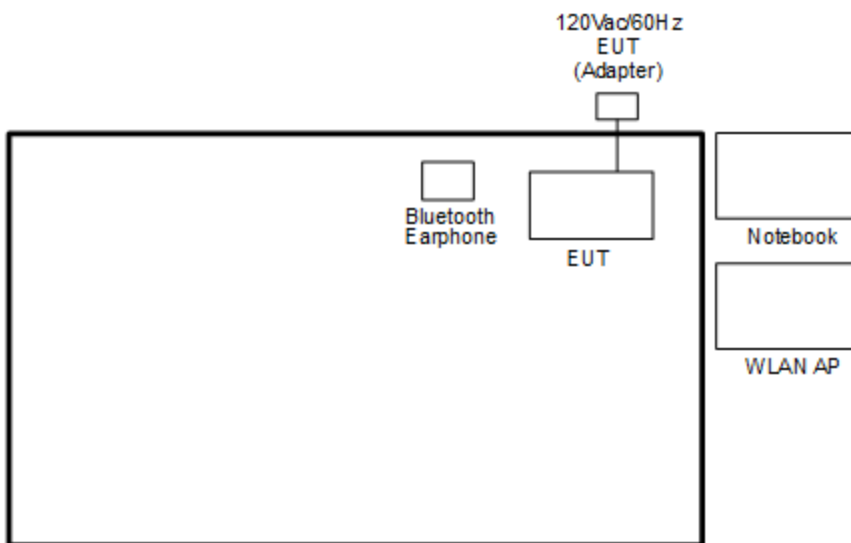 120Vac/60Hz
EUT
(Adapter)
Bluetooth
Earphone
EUT
Notebook
WLAN AP